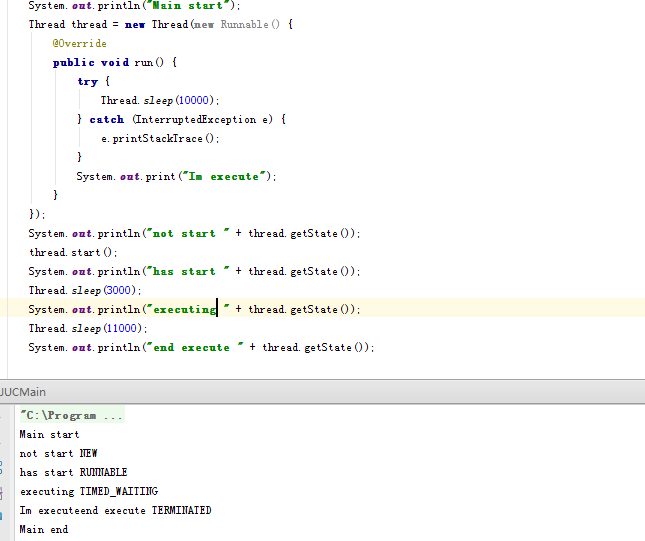 System.out.println("Main start");
Thread thread = new Thread(new Runnable() {
@Override
public void run() {
try {
Thread.sleep(10000);
} catch (InterruptedException e) {
e.printStackTrace();
}
System.out.print("Im execute");
}
});
System.out.println("not start " + thread.getState());
thread.start();
System.out.println("has start " + thread.getState());
Thread.sleep(3000);
System.out.println("executing " + thread.getState());
Thread.sleep(11000);
System.out.println("end execute " + thread.getState());
JUCMain
"C:\Program ...
Main start
not start NEW
has start RUNNABLE
executing TIMED_WAITING
Im executeend execute TERMINATED
Main end